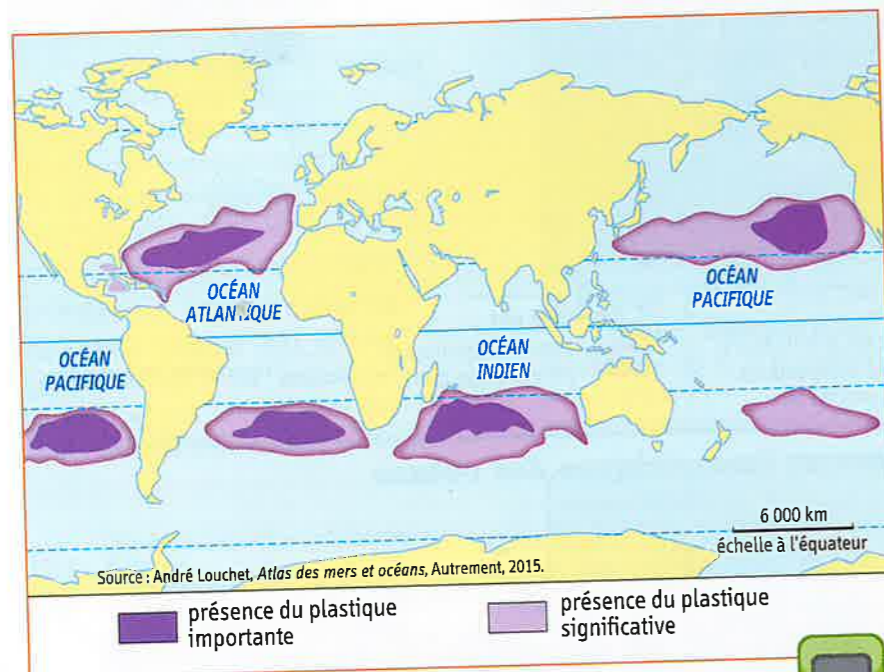 OCÉAN
ATLANTIQUE
OCÉAN
PACIFIQUE
OCÉAN
PACIFIQUE
OCÉAN
INDIEN
6 000 km
échelle à l'équateur
Source : André Louchet, Atlas des mers et océans, Autrement, 2015.
présence du plastique
importante
présence du plastique
significative